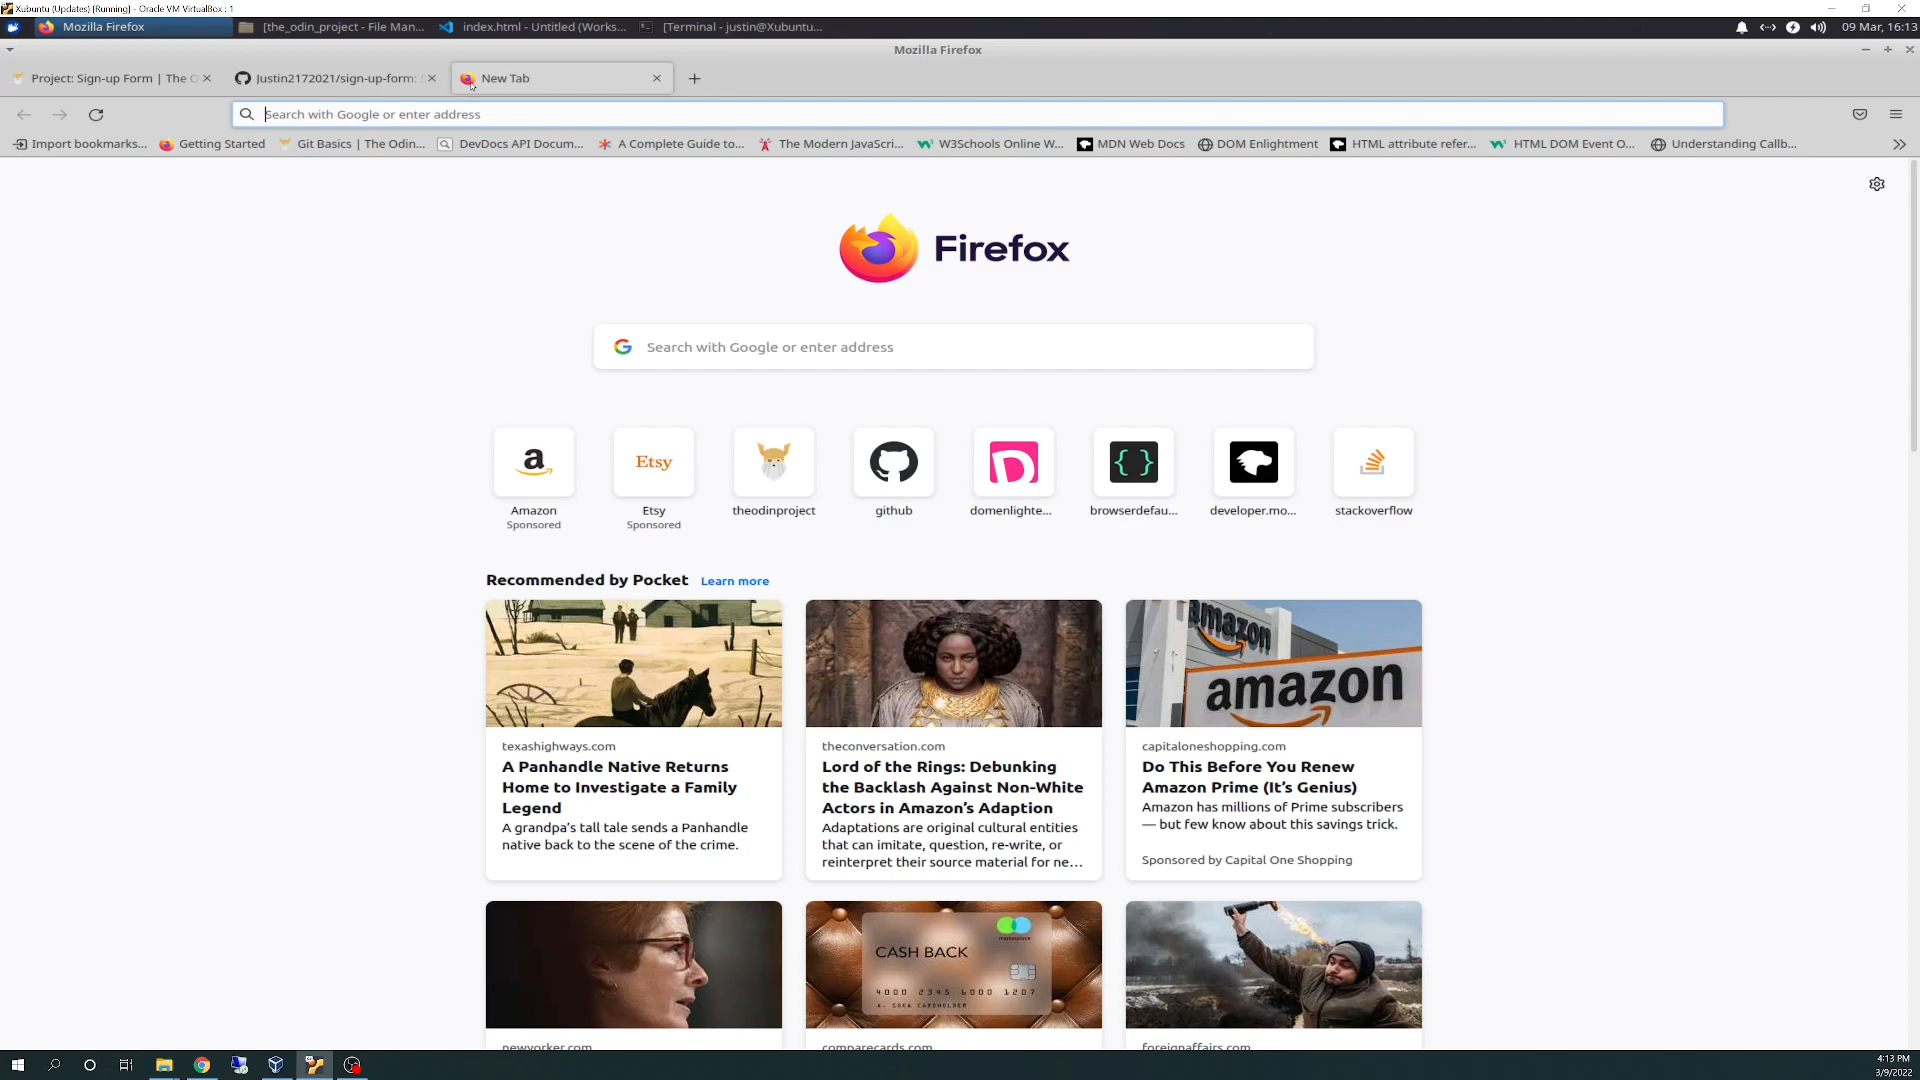 Xubuntu (Updates) [Running] - Oracle VM VirtualBox : 1
Mozilla Firefox
[the_odin_project - File Man...
index.html - Untitled (Works...
[Terminal - justin@Xubuntu...
09 Mar, 16:13
Mozilla Firefox
Project: Sign-up Form | The O
Justin2172021/sign-up-form: S
New Tab
Search with Google or enter address
Import bookmarks...
Getting Started
Git Basics | The Odin...
DevDocs API Docum...
A Complete Guide to...
The Modern JavaScri...
W3Schools Online W...
MDN Web Docs
DOM Enlightment
HTML attribute refer...
HTML DOM Event O...
Understanding Callb...
Firefox
Search with Google or enter address
a
Etsy
Amazon
Sponsored
Etsy
Sponsored
theodinproject
github
domenlighte...
browserdefau...
developer.mo...
stackoverflow
Recommended by Pocket
Learn more
amazon
amazon
texashighways.com
A Panhandle Native Returns
Home to Investigate a Family
Legend
A grandpa's tall tale sends a Panhandle
native back to the scene of the crime.
theconversation.com
Lord of the Rings: Debunking
the Backlash Against Non-White
Actors in Amazon's Adaption
Adaptations are original cultural entities
that can imitate, question, re-write, or
reinterpret their source material for ne...
capitaloneshopping.com
Do This Before You Renew
Amazon Prime (It's Genius)
Amazon has millions of Prime subscribers
— but few know about this savings trick.
Sponsored by Capital One Shopping
CASH BACK
4000 2345 6000 1207
newyorker.com
comparecards.com
foreignaffairs.com
4:13 PM
3/9/2022